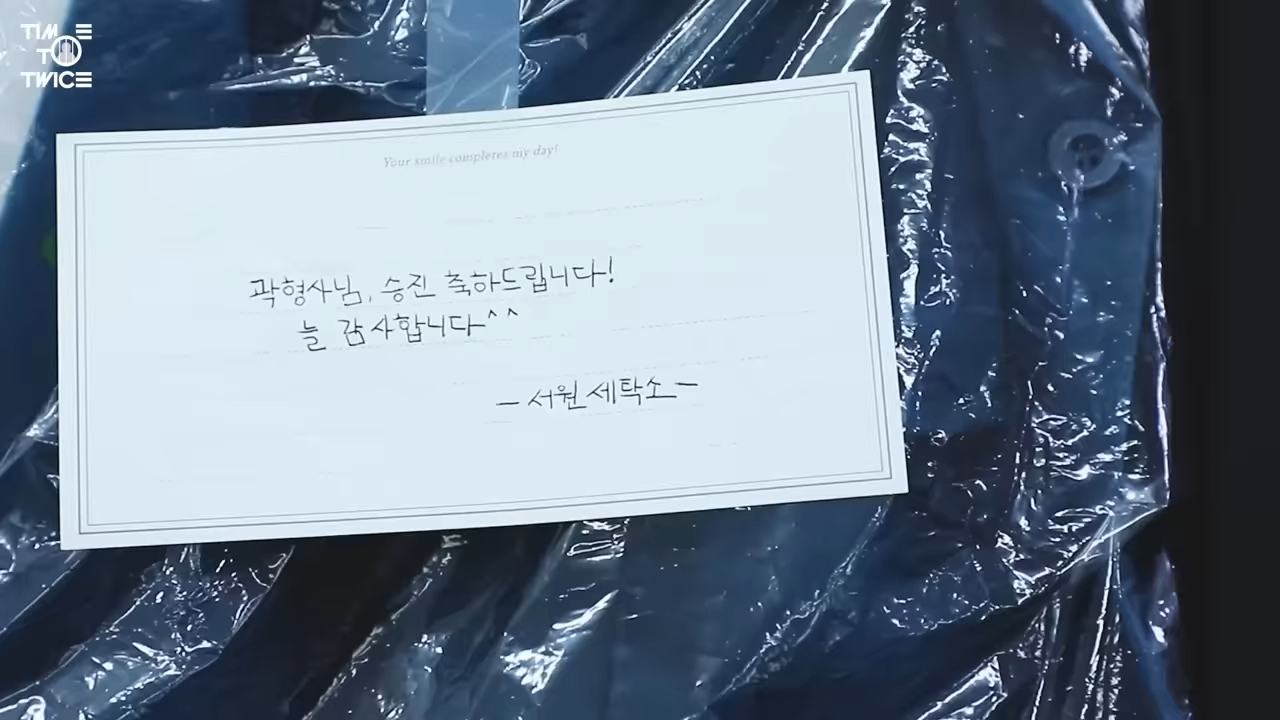 TIME
TO
TWICE
Your smile completes my day!
곽형사님, 승진 축하드립니다!
늘 감사합니다^^
- 서원세탁소 -